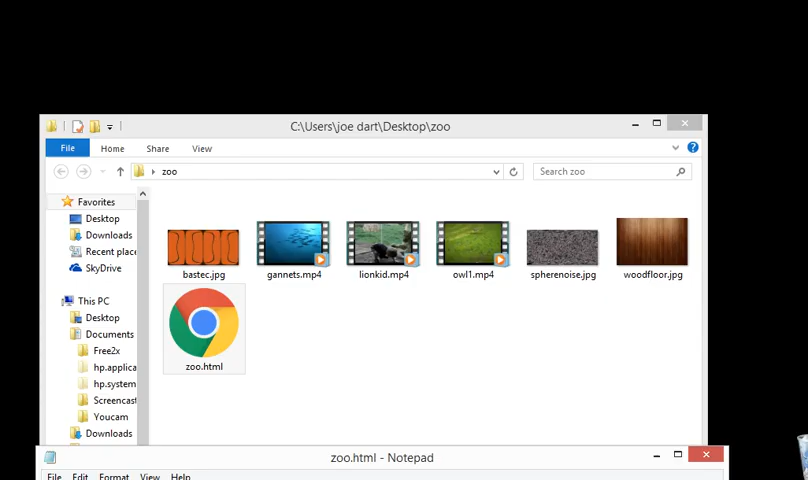 C:\Users\joe dart\Desktop\zoo
File Home Share View
zoo
Search zoo
Favorites
Desktop
Downloads
Recent place
SkyDrive
This PC
Desktop
Documents
Free2x
hp.applica
hp.system
Screencast
Youcam
Downloads
bastec.jpg gannets.mp4 lionkid.mp4 owl1.mp4 spherenoise.jpg woodfloor.jpg
zoo.html
zoo.html - Notepad
File Edit Format View Help